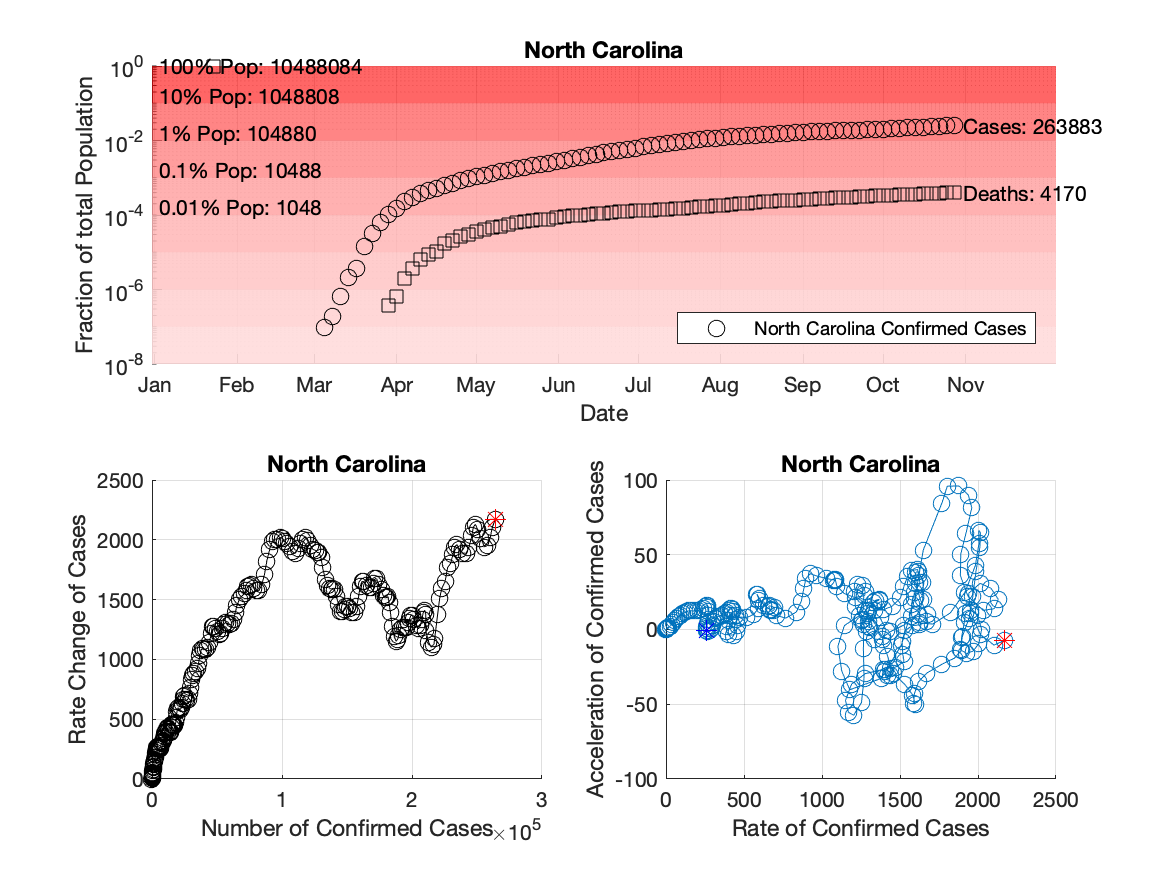 North Carolina
Fraction of total Population
10^0
10^-2
10^-4
10^-6
10^-8
100% Pop: 10488084
10% Pop: 1048808
1% Pop: 104880
0.1% Pop: 10488
0.01% Pop: 1048
Cases: 263883
Deaths: 4170
North Carolina Confirmed Cases
Jan Feb Mar Apr May Jun Jul Aug Sep Oct Nov
Date
North Carolina
Rate Change of Cases
2500
2000
1500
1000
500
0
0 1 2 3
Number of Confirmed Cases ×10^5
North Carolina
Acceleration of Confirmed Cases
100
50
0
-50
-100
0 500 1000 1500 2000 2500
Rate of Confirmed Cases